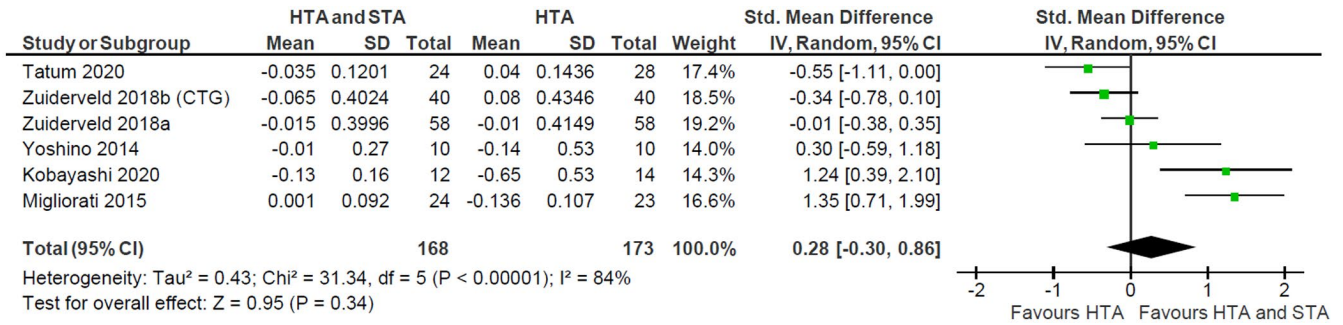 HTA and STA HTA Std. Mean Difference Std. Mean Difference
Study or Subgroup Mean SD Total Mean SD Total Weight IV, Random, 95% CI IV, Random, 95% CI
Tatum 2020 -0.035 0.1201 24 0.04 0.1436 28 17.4% -0.55 [-1.11, 0.00]
Zuiderveld 2018b (CTG) -0.065 0.4024 40 0.08 0.4346 40 18.5% -0.34 [-0.78, 0.10]
Zuiderveld 2018a -0.015 0.3996 58 -0.01 0.4149 58 19.2% -0.01 [-0.38, 0.35]
Yoshino 2014 -0.01 0.27 10 -0.14 0.53 10 14.0% 0.30 [-0.59, 1.18]
Kobayashi 2020 -0.13 0.16 12 -0.65 0.53 14 14.3% 1.24 [0.39, 2.10]
Migliorati 2015 0.001 0.092 24 -0.136 0.107 23 16.6% 1.35 [0.71, 1.99]
Total (95% CI) 168 173 100.0% 0.28 [-0.30, 0.86]
Heterogeneity: Tau² = 0.43; Chi² = 31.34, df = 5 (P < 0.00001); I² = 84%
Test for overall effect: Z = 0.95 (P = 0.34)
-2 -1 0 1 2
Favours HTA Favours HTA and STA